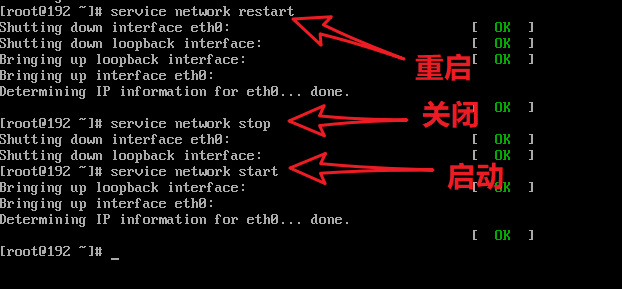 [root@192 ~]# service network restart
Shutting down interface eth0: [ OK ]
Shutting down loopback interface: [ OK ]
Bringing up loopback interface: [ OK ]
重启
Bringing up interface eth0:
Determining IP information for eth0... done.
[ OK ]
关闭
[root@192 ~]# service network stop
Shutting down interface eth0: [ OK ]
Shutting down loopback interface: [ OK ]
[root@192 ~]# service network start
启动
Bringing up loopback interface: [ OK ]
Bringing up interface eth0:
Determining IP information for eth0... done.
[ OK ]
[root@192 ~]# _